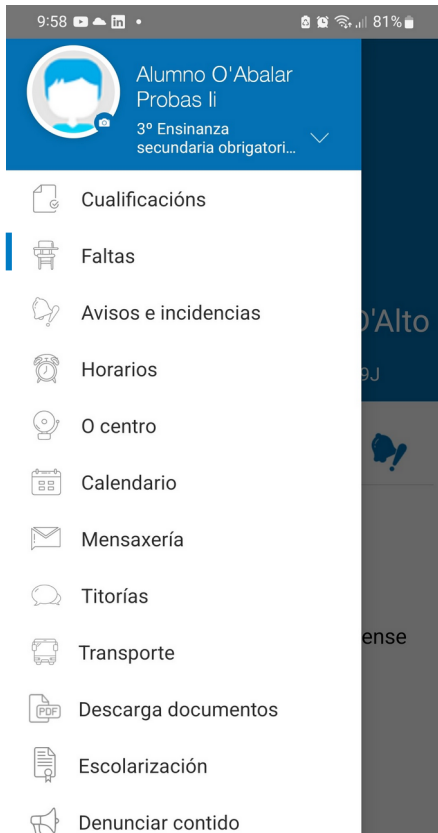 9:58
81%
Alumno O'Abalar
Probas Ii
3º Ensinanza
secundaria obrigatori...
Cualificacións
Faltas
Avisos e incidencias
O'Alto
Horarios
9J
O centro
Calendario
Mensaxería
Titorías
ense
Transporte
PDF
Descarga documentos
Escolarización
Denunciar contido